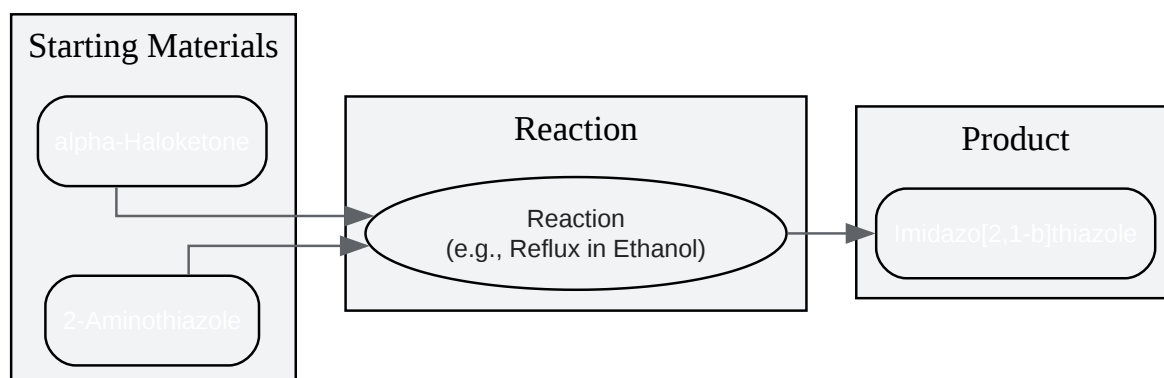 Starting Materials
alpha-Haloketone
2-Aminothiazole
Reaction
Reaction
(e.g., Reflux in Ethanol)
Product
Imidazo[2,1-b]thiazole